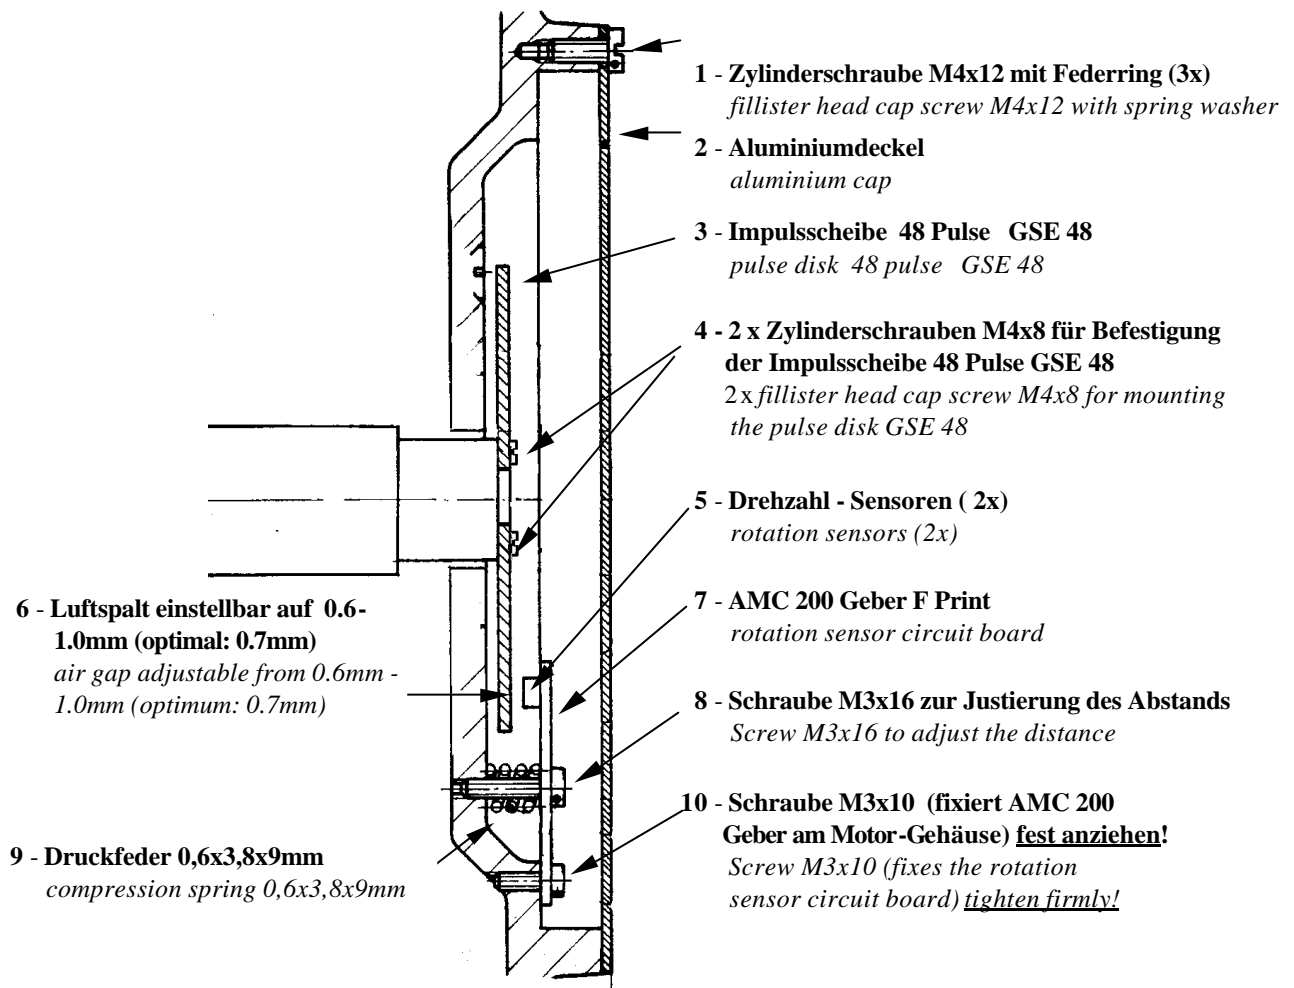 1 - Zylinderschraube M4x12 mit Federring (3x)
fillister head cap screw M4x12 with spring washer
2 - Aluminiumdeckel
aluminium cap
3 - Impulsscheibe 48 Pulse GSE 48
pulse disk 48 pulse GSE 48
4 - 2 x Zylinderschrauben M4x8 für Befestigung
der Impulsscheibe 48 Pulse GSE 48
2 x fillister head cap screw M4x8 for mounting
the pulse disk GSE 48
5 - Drehzahl - Sensoren ( 2x)
rotation sensors (2x)
6 - Luftspalt einstellbar auf 0.6-
1.0mm (optimal: 0.7mm)
air gap adjustable from 0.6mm -
1.0mm (optimum: 0.7mm)
7 - AMC 200 Geber F Print
rotation sensor circuit board
8 - Schraube M3x16 zur Justierung des Abstands
Screw M3x16 to adjust the distance
9 - Druckfeder 0,6x3,8x9mm
compression spring 0,6x3,8x9mm
10 - Schraube M3x10 (fixiert AMC 200
Geber am Motor-Gehäuse) fest anziehen!
Screw M3x10 (fixes the rotation
sensor circuit board) tighten firmly!